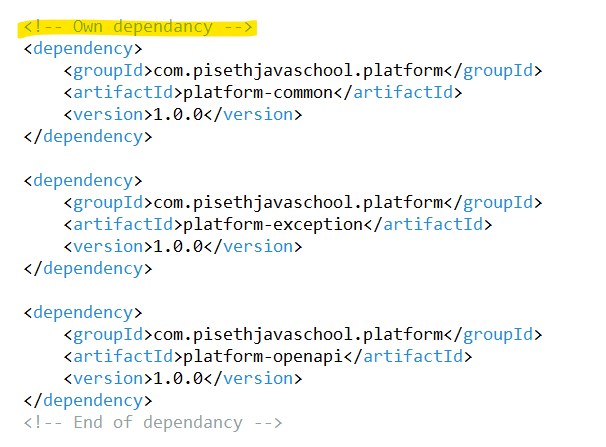 <!-- Own dependancy -->
<dependency>
    <groupId>com.pisethjavaschool.platform</groupId>
    <artifactId>platform-common</artifactId>
    <version>1.0.0</version>
</dependency>

<dependency>
    <groupId>com.pisethjavaschool.platform</groupId>
    <artifactId>platform-exception</artifactId>
    <version>1.0.0</version>
</dependency>

<dependency>
    <groupId>com.pisethjavaschool.platform</groupId>
    <artifactId>platform-openapi</artifactId>
    <version>1.0.0</version>
</dependency>
<!-- End of dependancy -->